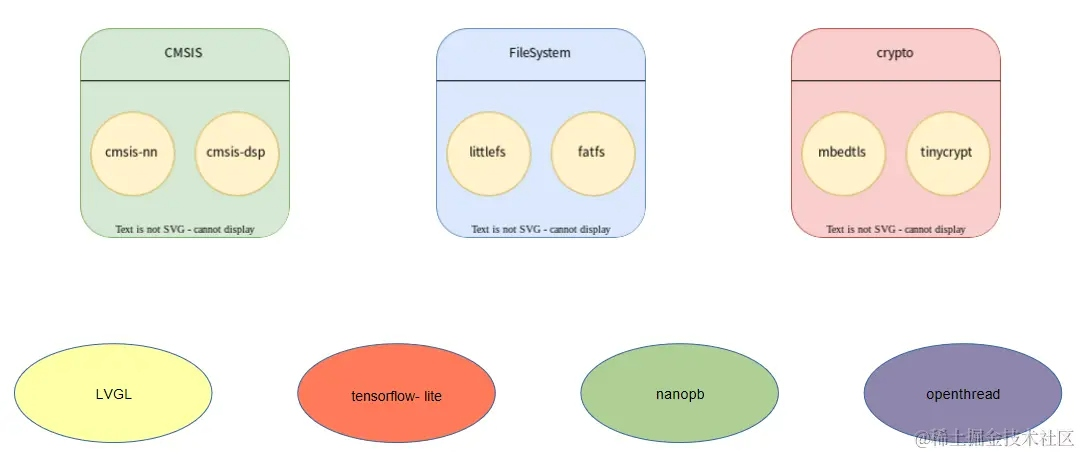 CMSIS
FileSystem
crypto
cmsis-nn
cmsis-dsp
littlefs
fatfs
mbedtls
tinycrypt
Text is not SVG - cannot display
Text is not SVG - cannot display
Text is not SVG - cannot display
LVGL
tensorflow- lite
nanopb
openthread
@稀土掘金技术社区